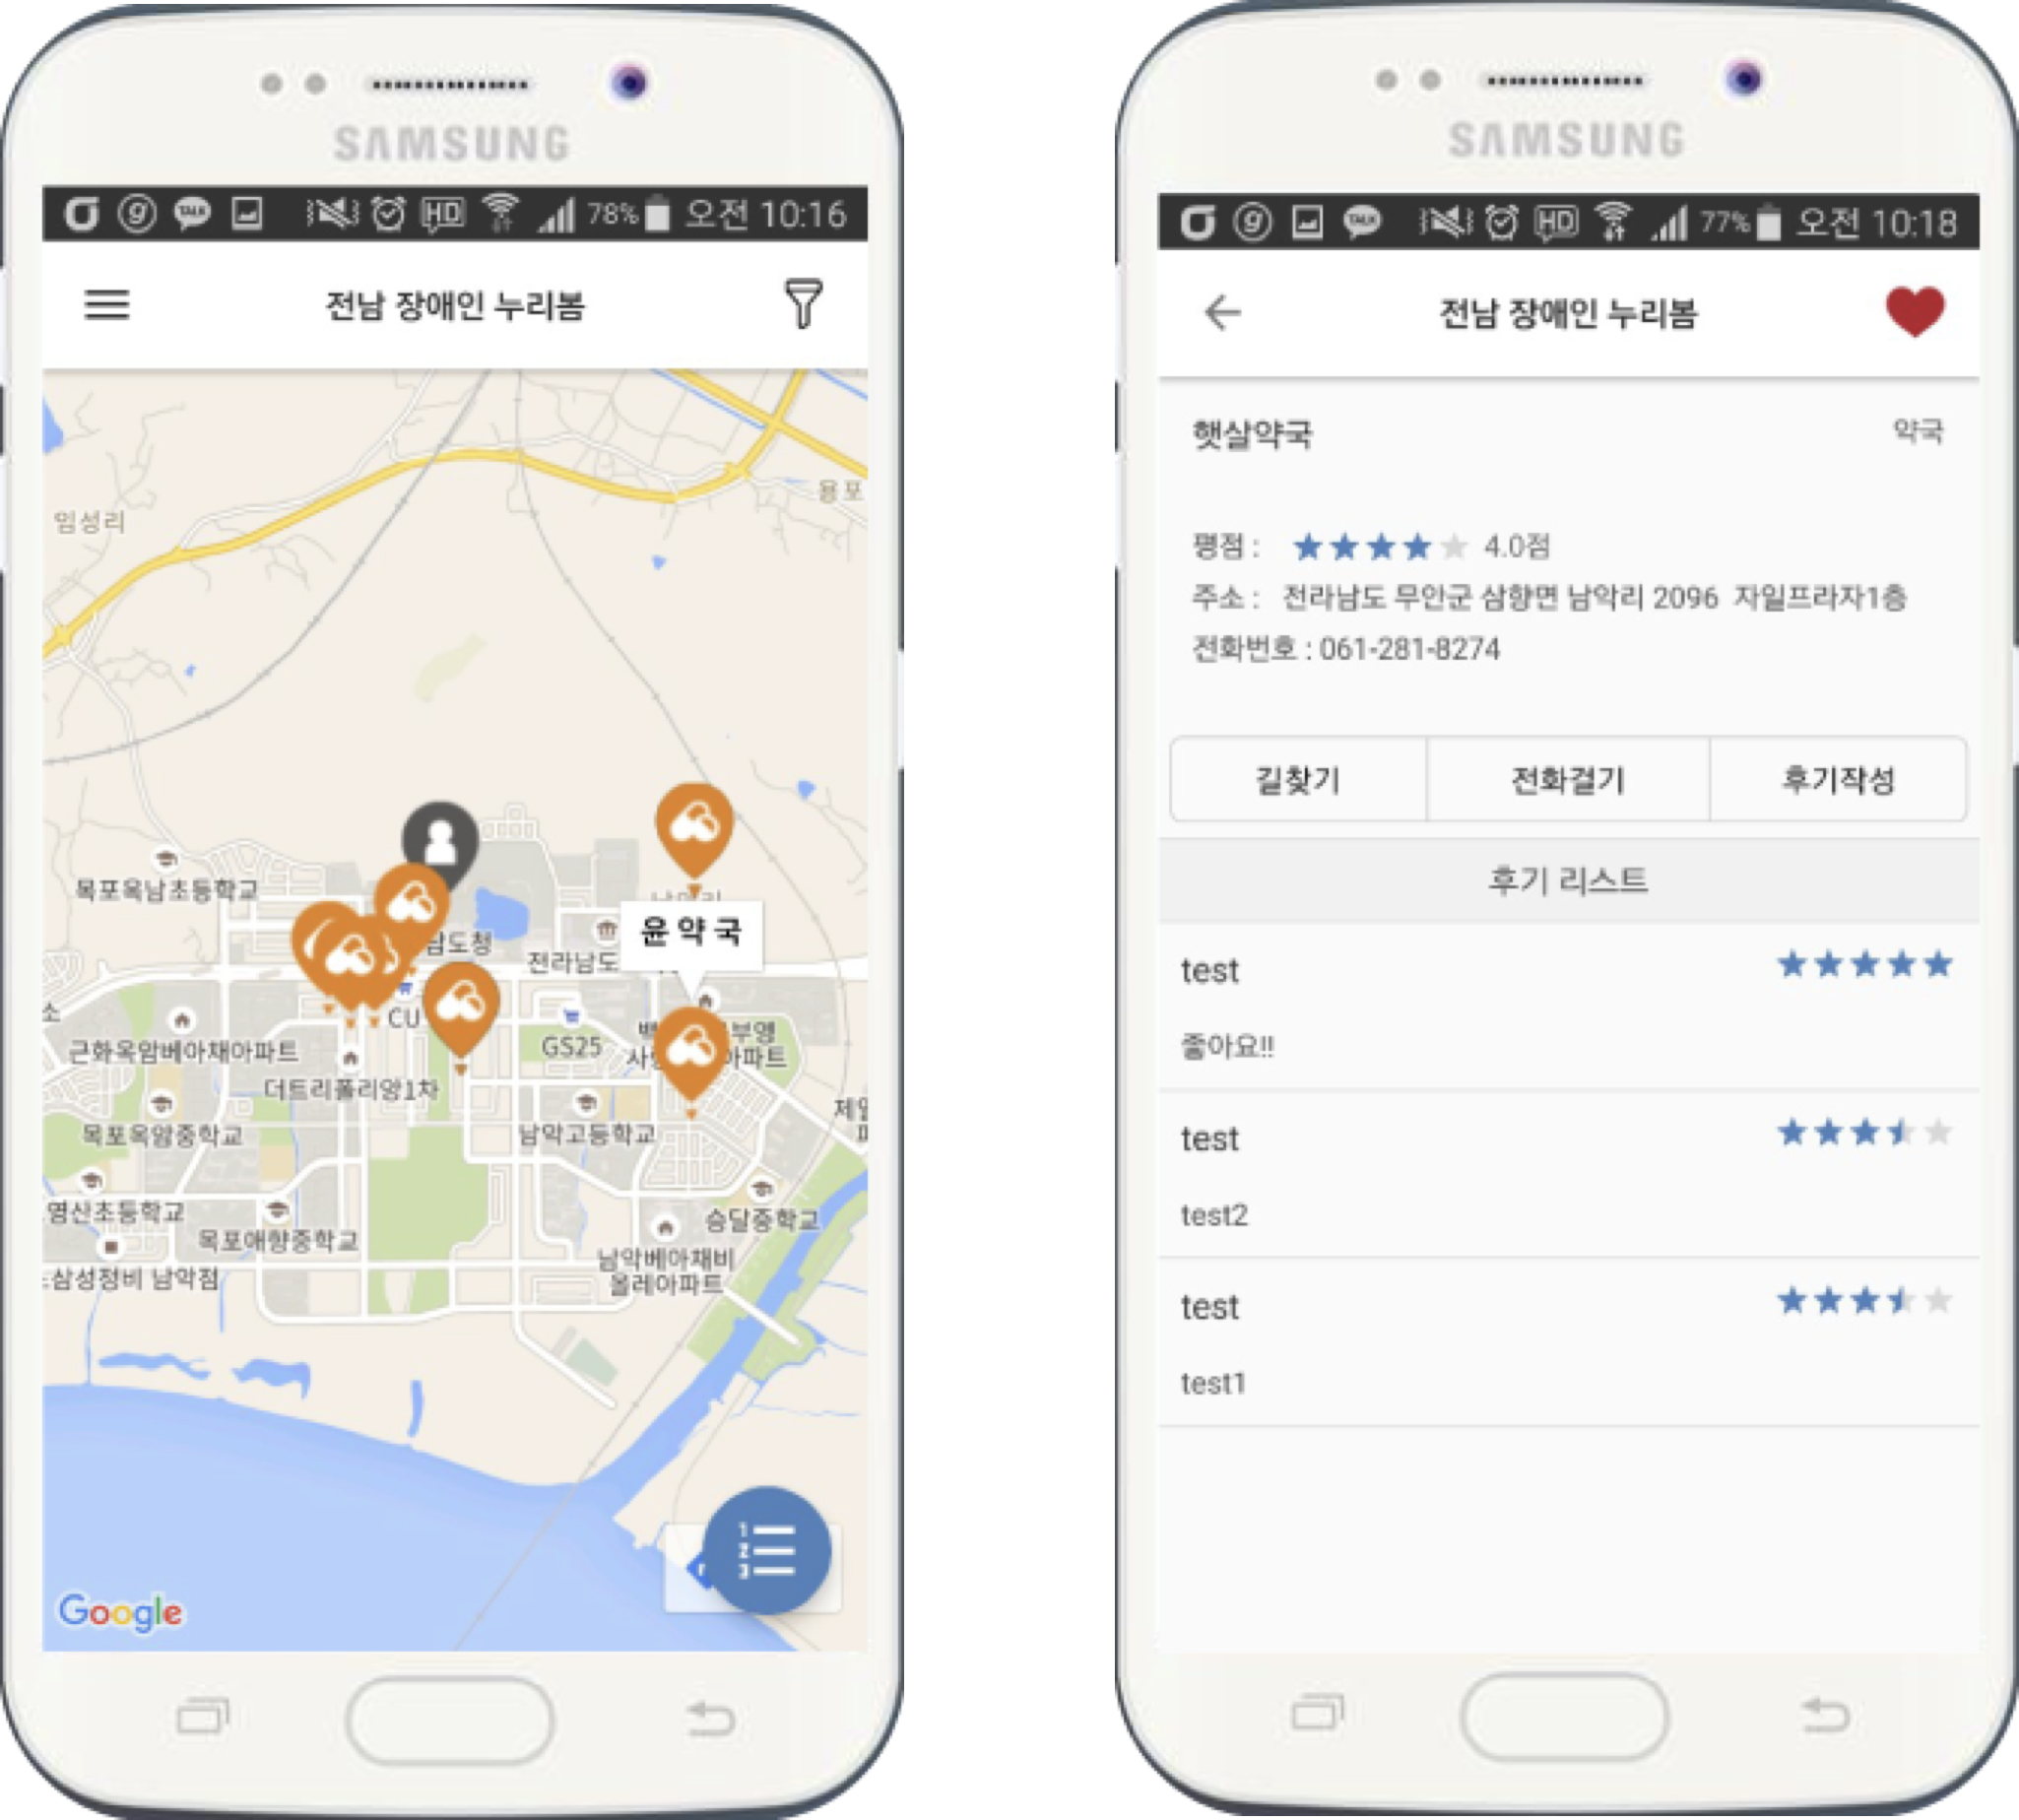 SAMSUNG
78% 오전 10:16
전남 장애인 누리봄
용포
임성리
목포옥남초등학교
남도청
전라남도
윤 약 국
CU
GS25
부영
아파트
근화옥암베아채아파트
더트리폴리앙1차
목포옥암중학교
남악고등학교
영산초등학교
목포애향중학교
승달중학교
삼성정비 남악점
남악베아채비
올레아파트
1
2
3
Google
SAMSUNG
TALK HD 77% 오전 10:18
전남 장애인 누리봄
햇살약국 약국
평점 : 4.0점
주소 : 전라남도 무안군 삼향면 남악리 2096 자일프라자1층
전화번호 : 061-281-8274
길찾기 전화걸기 후기작성
후기 리스트
test
좋아요!!
test
test2
test
test1